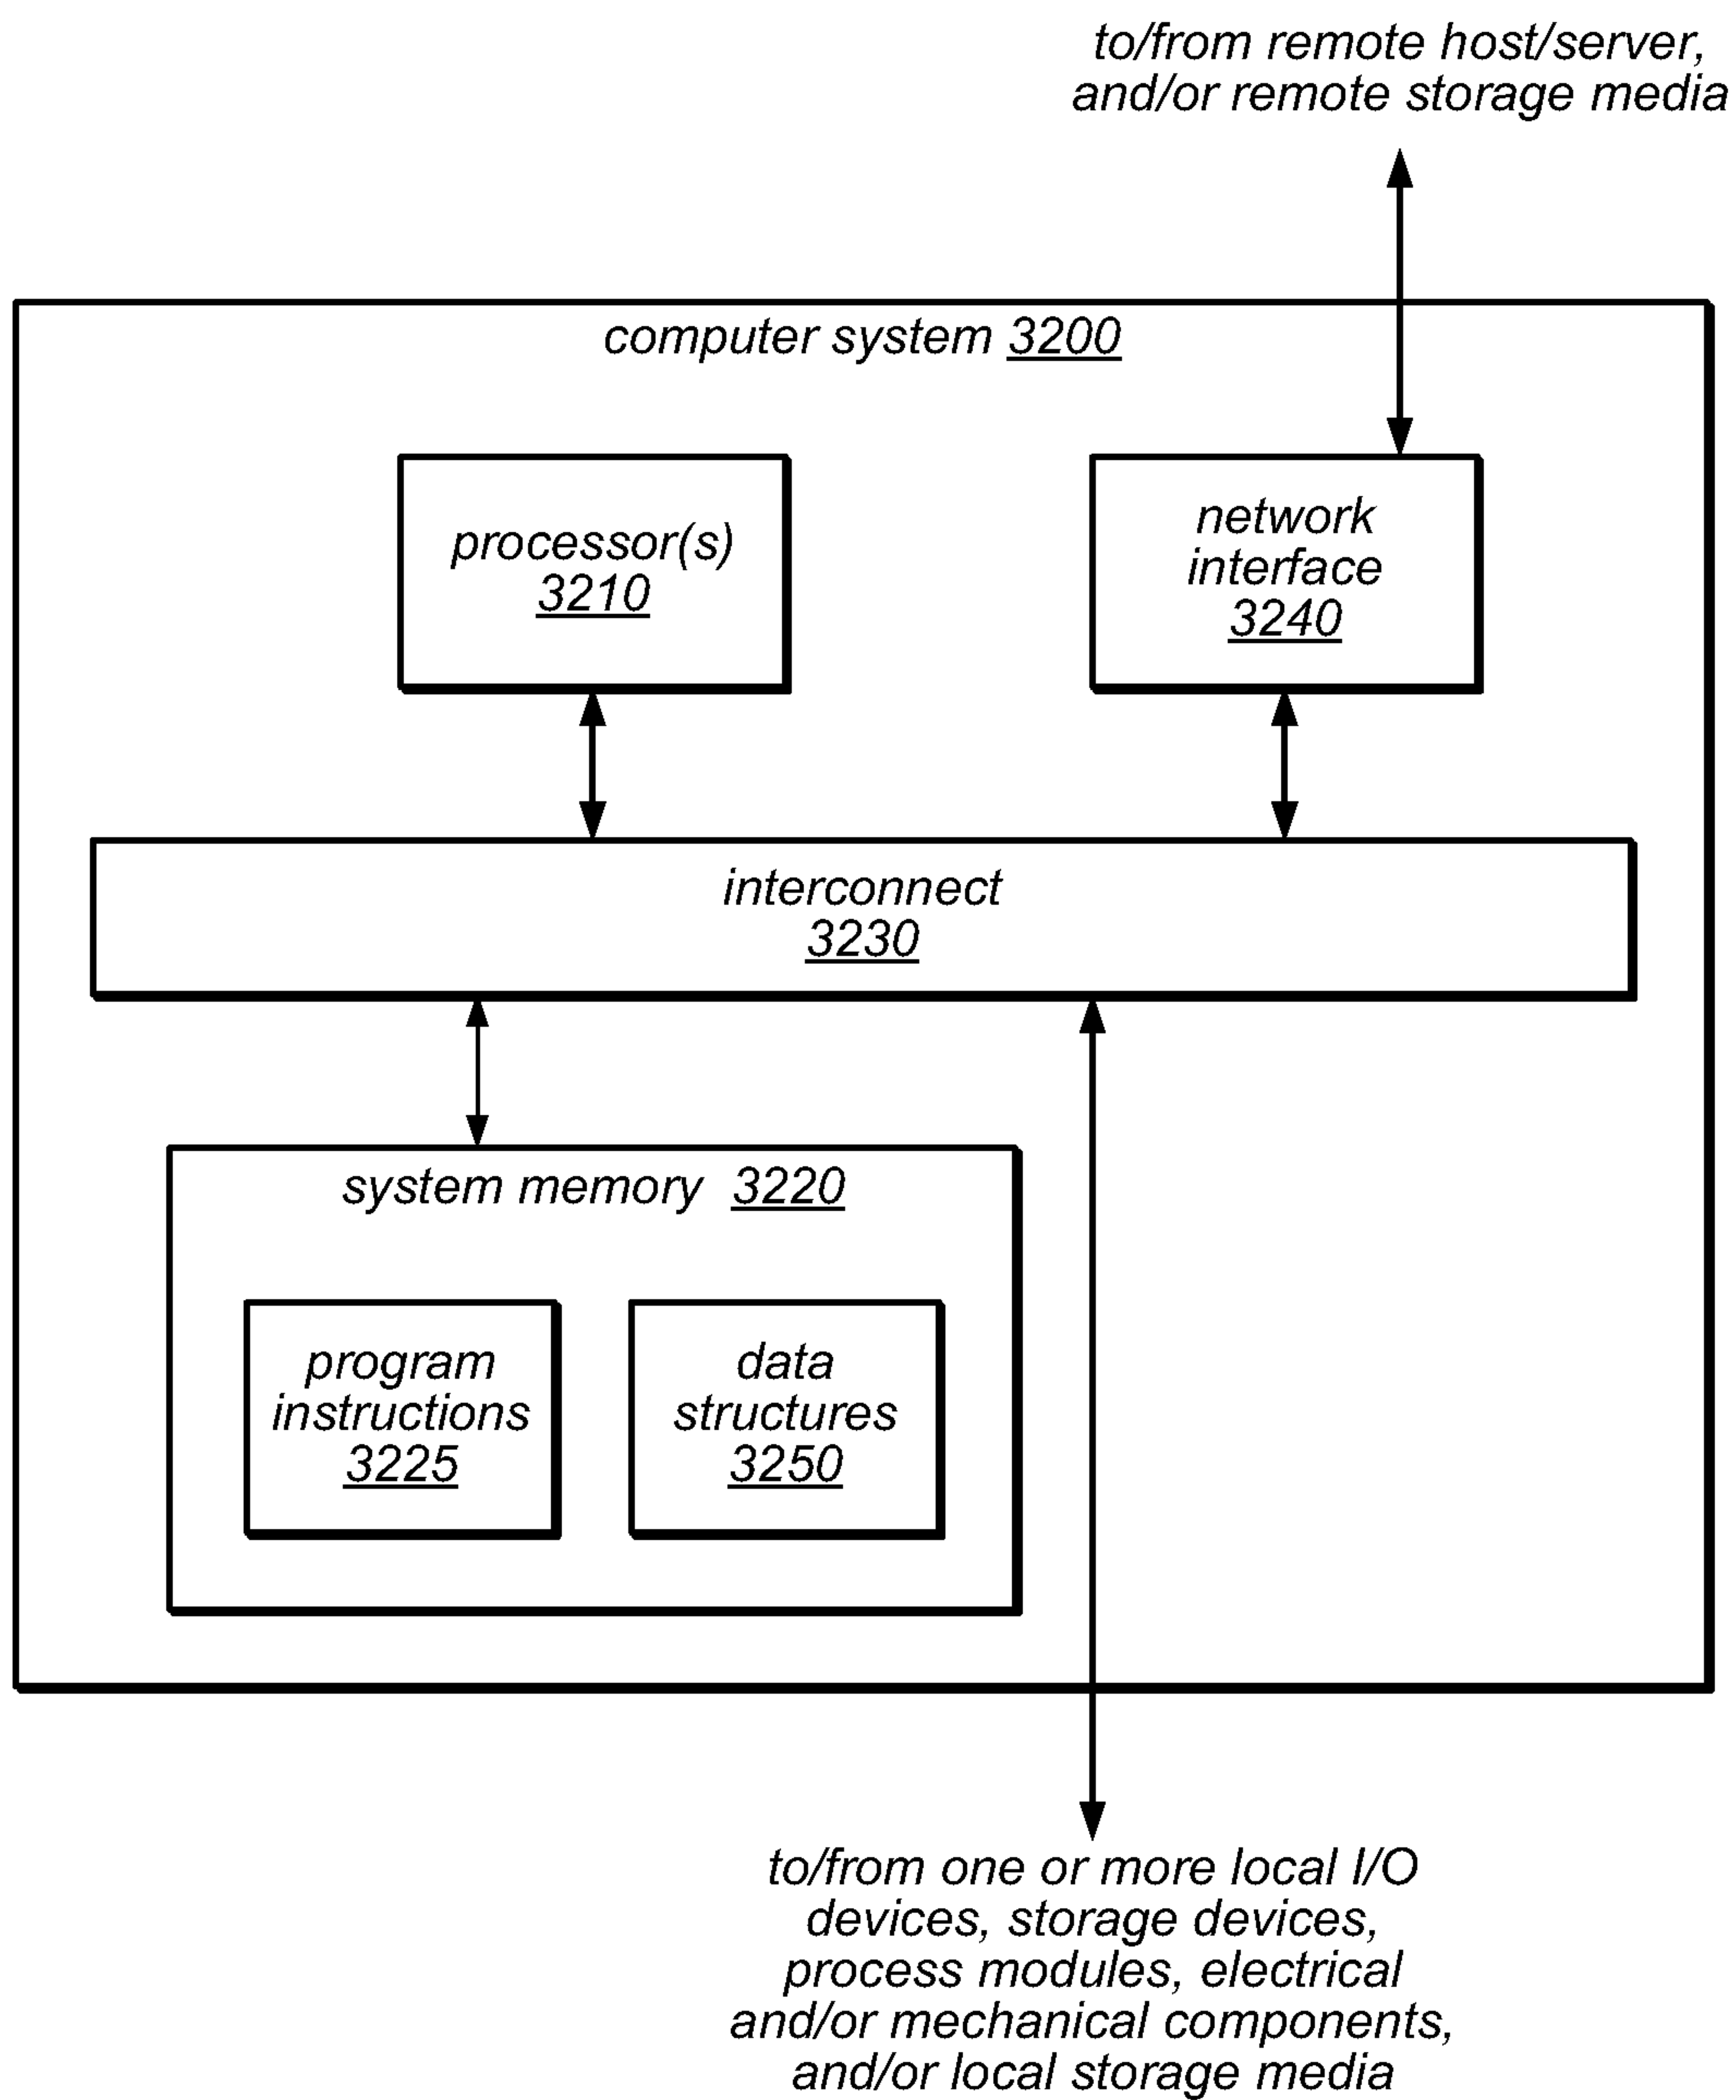 to/from remote host/server,
and/or remote storage media
computer system 3200
processor(s)
3210
network
interface
3240
interconnect
3230
system memory 3220
program
instructions
3225
data
structures
3250
to/from one or more local I/O
devices, storage devices,
process modules, electrical
and/or mechanical components,
and/or local storage media